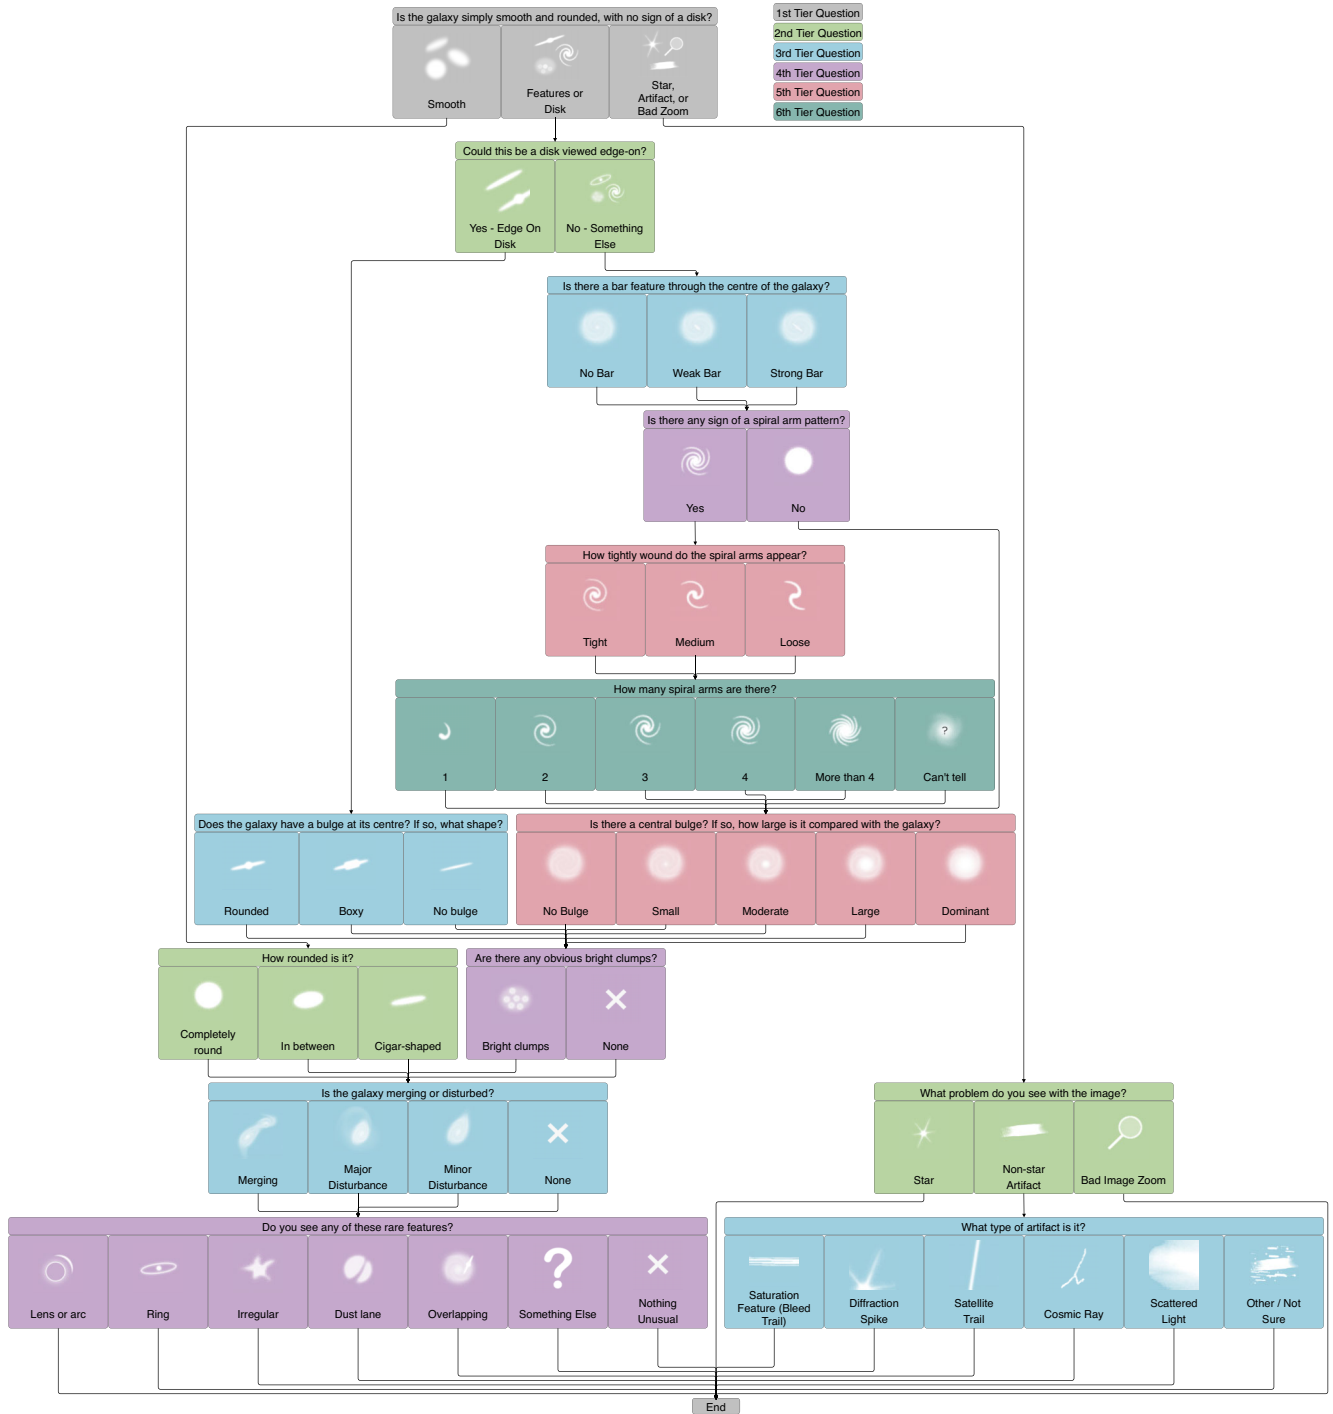 Is the galaxy simply smooth and rounded, with no sign of a disk?
Smooth
Features or
Disk
Star,
Artifact, or
Bad Zoom
1st Tier Question
2nd Tier Question
3rd Tier Question
4th Tier Question
5th Tier Question
6th Tier Question
Could this be a disk viewed edge-on?
Yes - Edge On
Disk
No - Something
Else
Is there a bar feature through the centre of the galaxy?
No Bar
Weak Bar
Strong Bar
Is there any sign of a spiral arm pattern?
Yes
No
How tightly wound do the spiral arms appear?
Tight
Medium
Loose
How many spiral arms are there?
?
1
2
3
4
More than 4
Can't tell
Does the galaxy have a bulge at its centre? If so, what shape?
Rounded
Boxy
No bulge
Is there a central bulge? If so, how large is it compared with the galaxy?
No Bulge
Small
Moderate
Large
Dominant
How rounded is it?
Completely
round
In between
Cigar-shaped
Are there any obvious bright clumps?
Bright clumps
None
Is the galaxy merging or disturbed?
Merging
Major
Disturbance
Minor
Disturbance
None
What problem do you see with the image?
Star
Non-star
Artifact
Bad Image Zoom
Do you see any of these rare features?
?
Lens or arc
Ring
Irregular
Dust lane
Overlapping
Something Else
Nothing
Unusual
What type of artifact is it?
Saturation
Feature (Bleed
Trail)
Diffraction
Spike
Satellite
Trail
Cosmic Ray
Scattered
Light
Other / Not
Sure
End